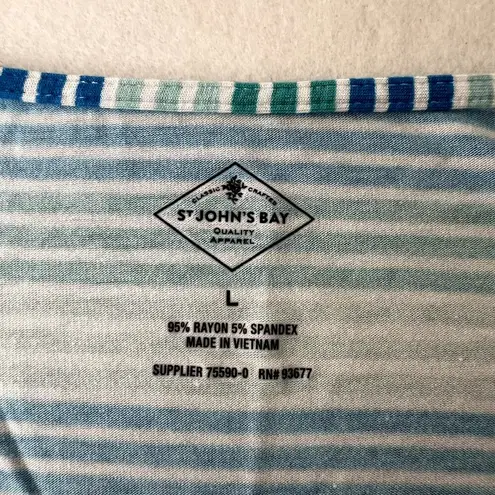 CLASSIC CRAFTED
ST JOHN'S BAY
QUALITY
APPAREL
L
95% RAYON 5% SPANDEX
MADE IN VIETNAM
SUPPLIER 75590-0 RN# 93677